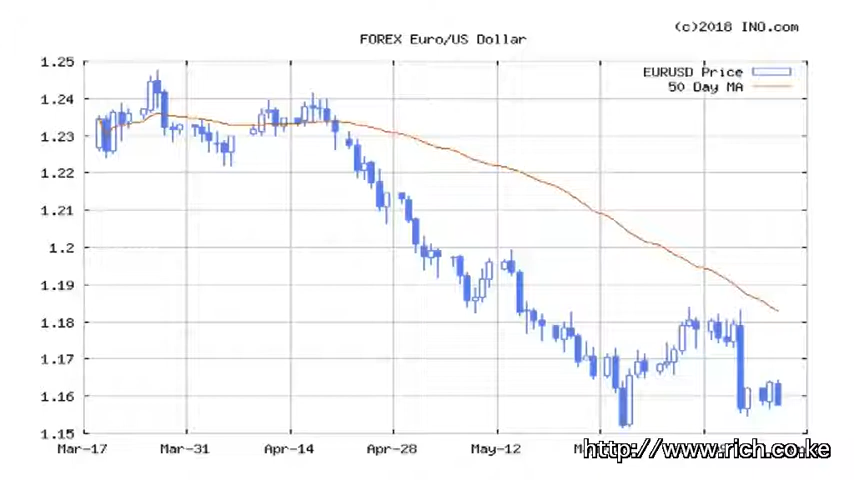 (c)2018 INO.com
FOREX Euro/US Dollar
1.25
EURUSD Price
50 Day MA
1.24
1.23
1.22
1.21
1.2
1.19
1.18
1.17
1.16
1.15
Mar-17 Mar-31 Apr-14 Apr-28 May-12
http://www.rich.co.ke